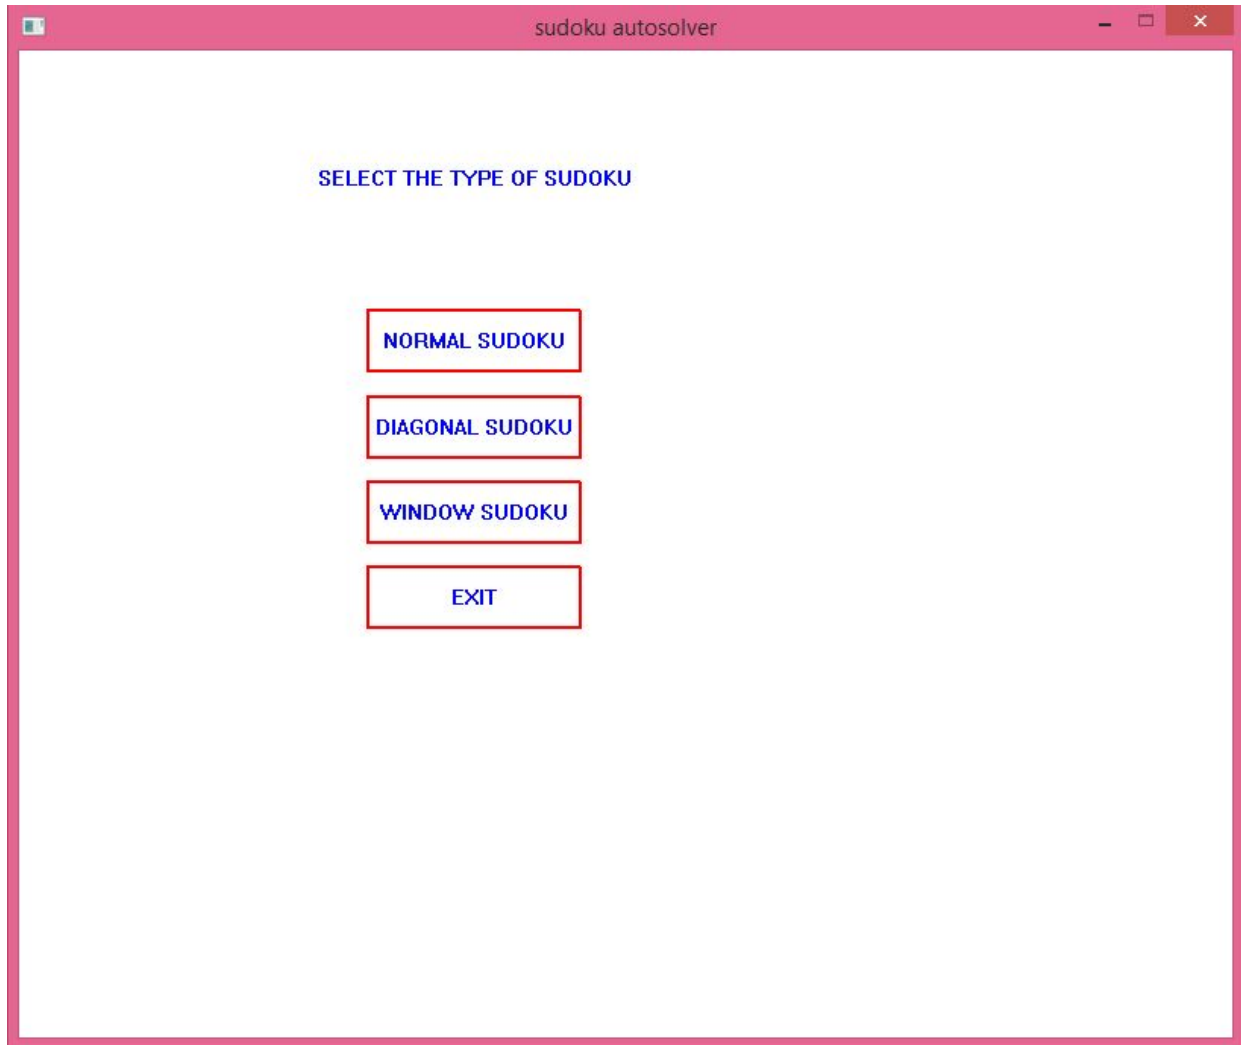 sudoku autosolver
SELECT THE TYPE OF SUDOKU
NORMAL SUDOKU
DIAGONAL SUDOKU
WINDOW SUDOKU
EXIT